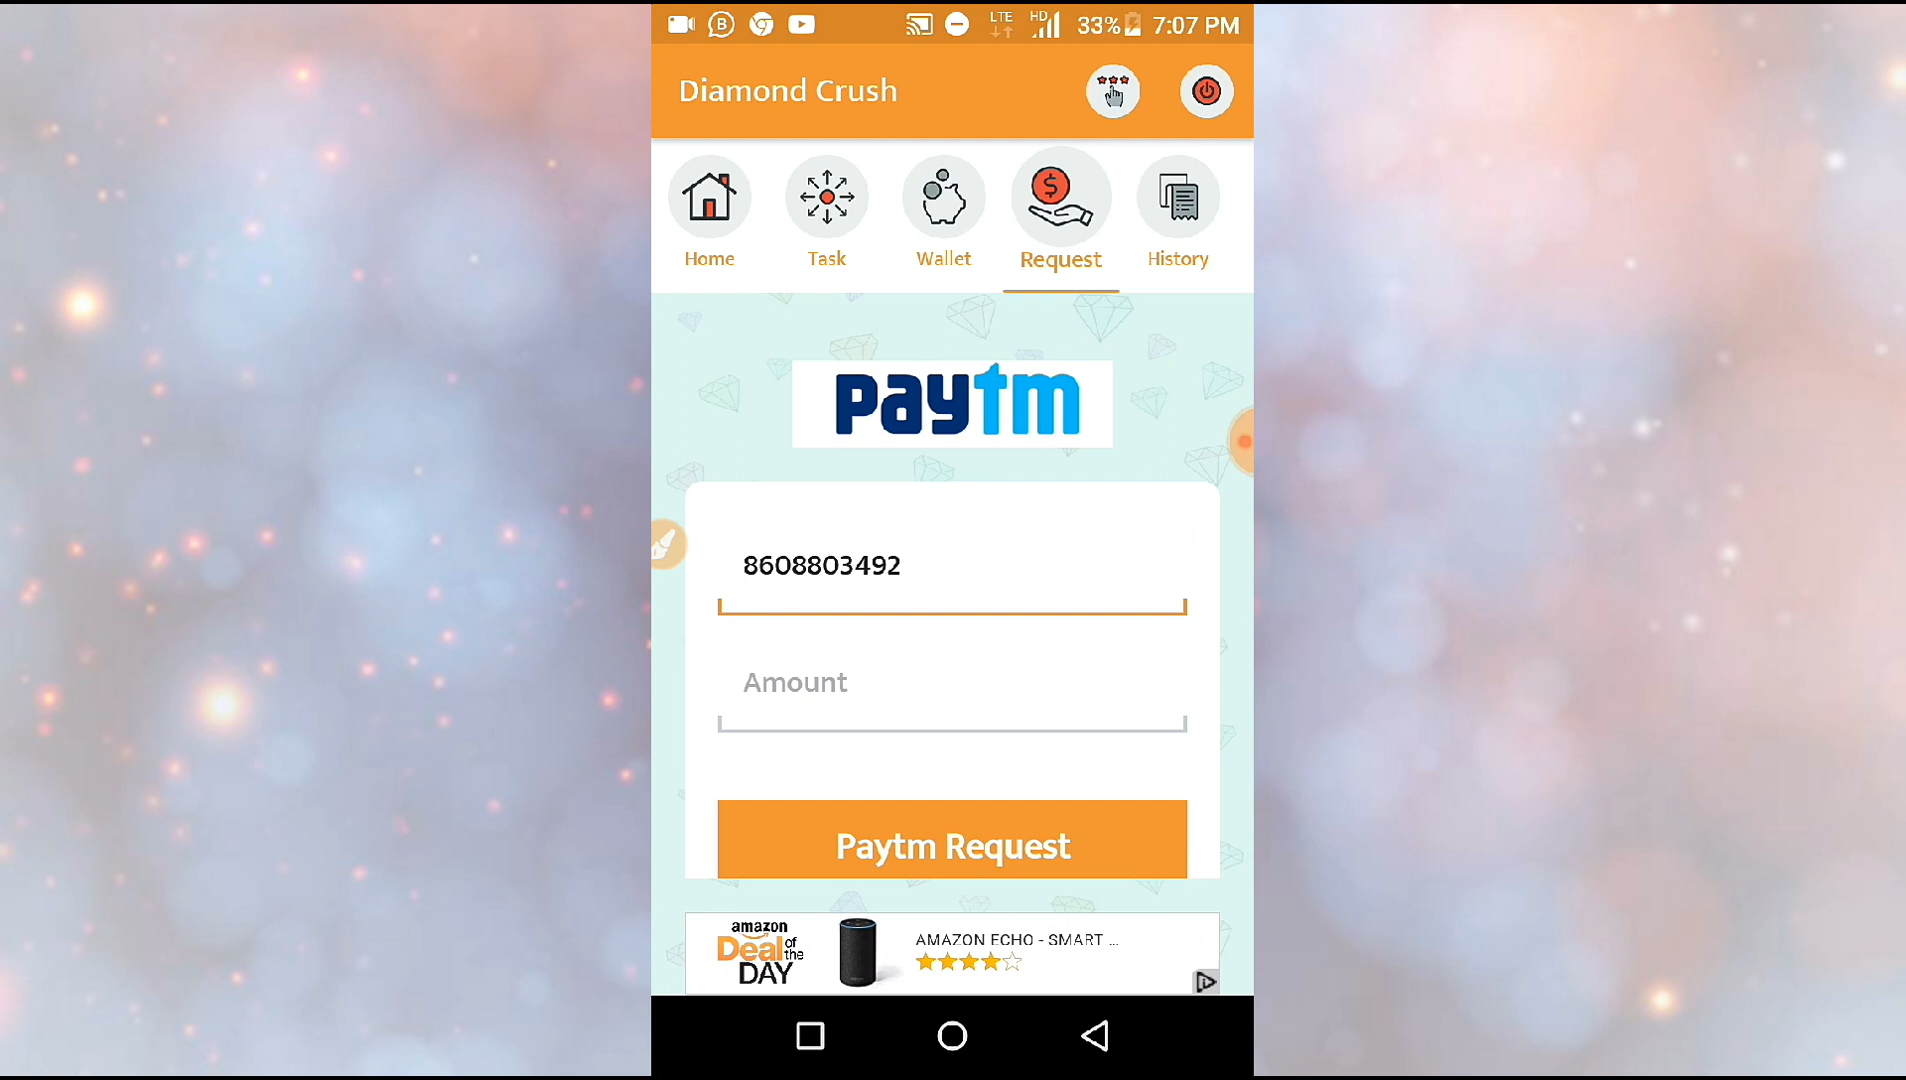 B LTE HD 33% 7:07 PM
Diamond Crush
Home Task Wallet Request History
paytm
8608803492
Amount
Paytm Request
amazon
Deal of the
DAY
AMAZON ECHO - SMART ...